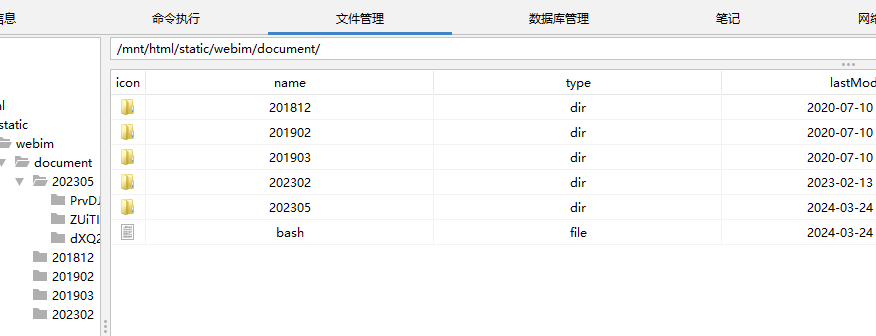 信息 命令执行 文件管理 数据库管理 笔记 网络
/mnt/html/static/webim/document/
icon name type lastMod
201812 dir 2020-07-10
201902 dir 2020-07-10
201903 dir 2020-07-10
202302 dir 2023-02-13
202305 dir 2024-03-24
bash file 2024-03-24
static
webim
document
202305
PrvDJ
ZUiTI
dXQ2
201812
201902
201903
202302